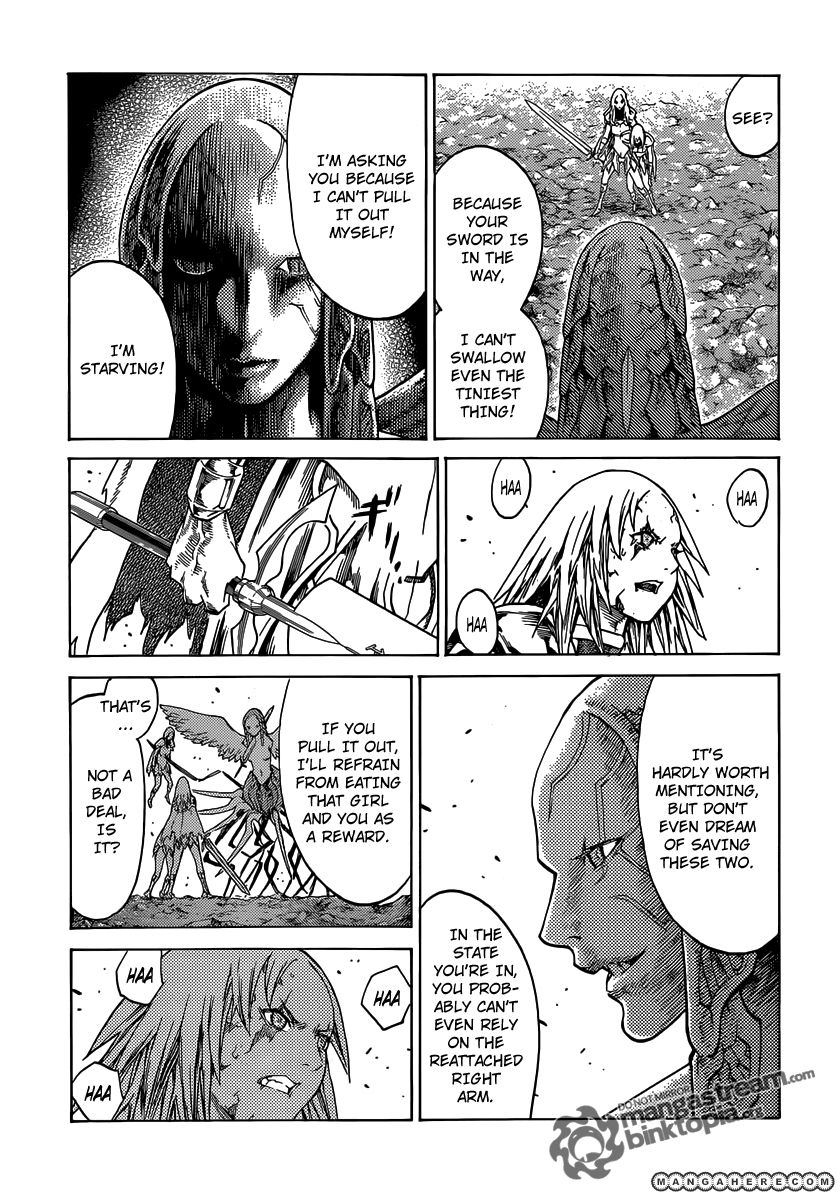 SEE?
BECAUSE
YOUR
SWORD IS
IN THE
WAY,
I CAN'T
SWALLOW
EVEN THE
TINIEST
THING!
I'M ASKING
YOU BECAUSE
I CAN'T PULL
IT OUT
MYSELF!
I'M
STARVING!
HAA
HAA
HAA
IT'S
HARDLY WORTH
MENTIONING,
BUT DON'T
EVEN DREAM
OF SAVING
THESE TWO.
IN THE
STATE
YOU'RE IN,
YOU PROB-
ABLY CAN'T
EVEN RELY
ON THE
REATTACHED
RIGHT
ARM.
IF YOU
PULL IT OUT,
I'LL REFRAIN
FROM EATING
THAT GIRL
AND YOU AS
A REWARD.
THAT'S
...
NOT A
BAD
DEAL,
IS
IT?
HAA
HAA
HAA
DO NOT MIRROR
mangastream.com
binktopia.org
MANGAHERE.COM